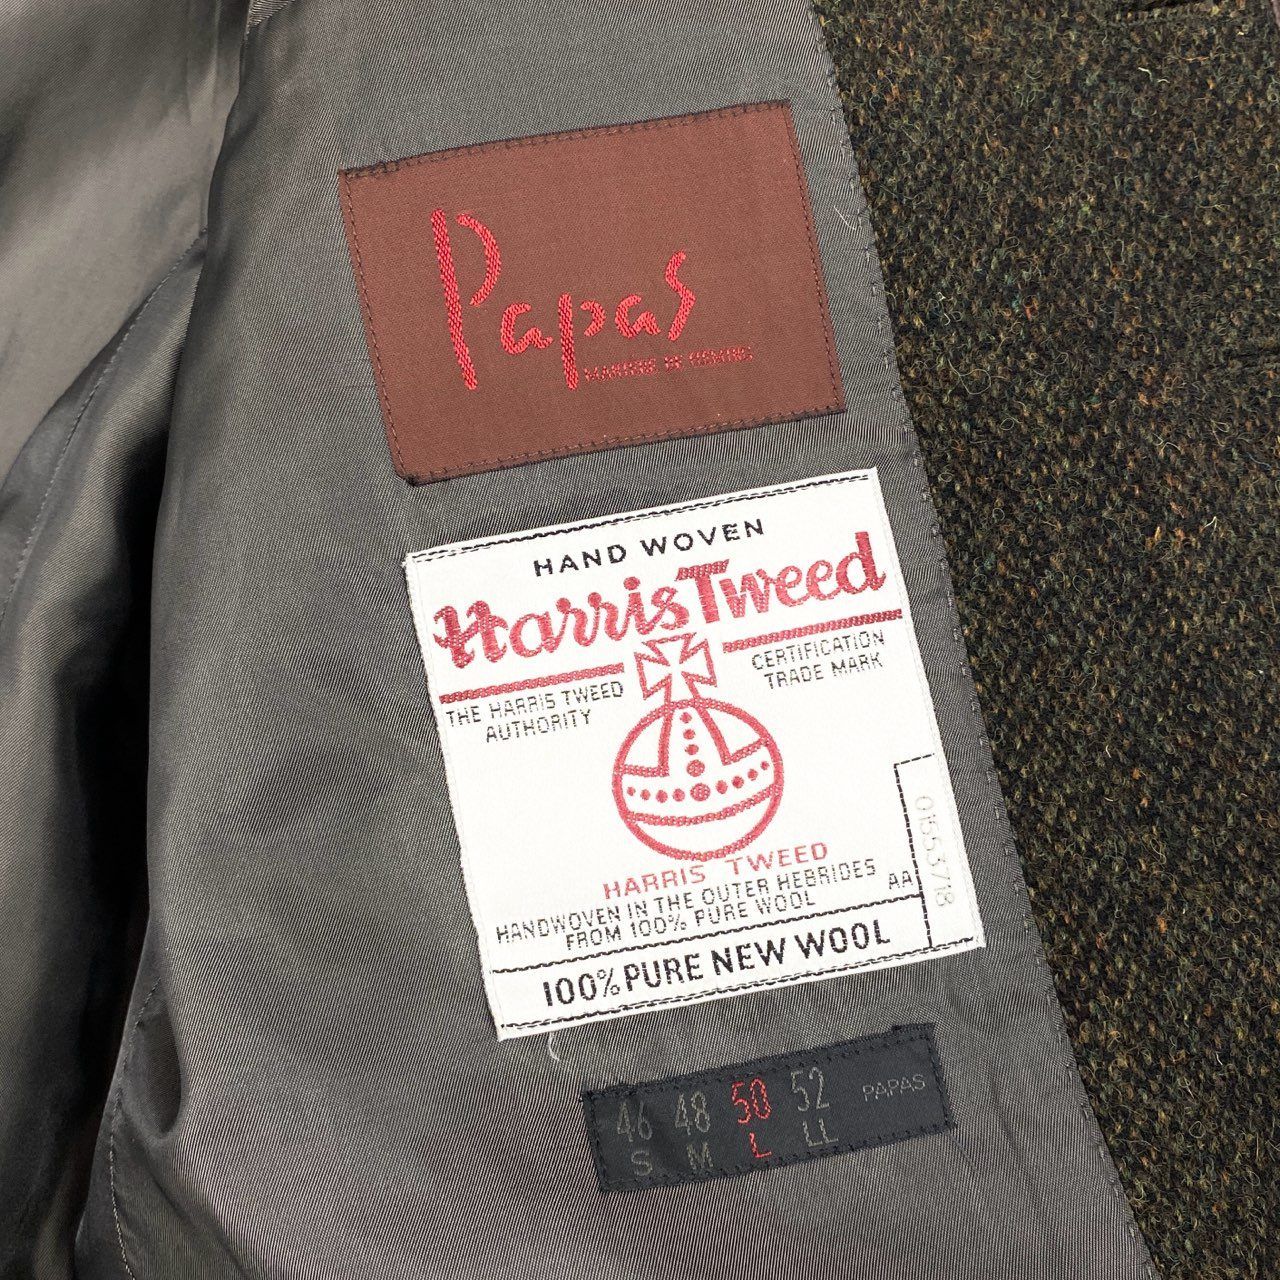 Papas
HAND WOVEN
Harris Tweed
THE HARRIS TWEED
AUTHORITY
CERTIFICATION
TRADE MARK
HARRIS TWEED
HANDWOVEN IN THE OUTER HEBRIDES
FROM 100% PURE WOOL
AA
01553718
100% PURE NEW WOOL
46 48 50 52 PAPAS
S M L LL